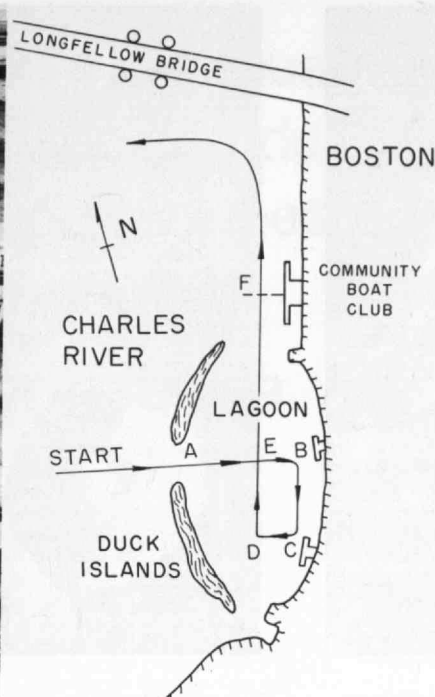 LONGFELLOW BRIDGE
BOSTON
N
F
COMMUNITY
BOAT
CLUB
CHARLES
RIVER
LAGOON
START
A
E
B
D
C
DUCK
ISLANDS